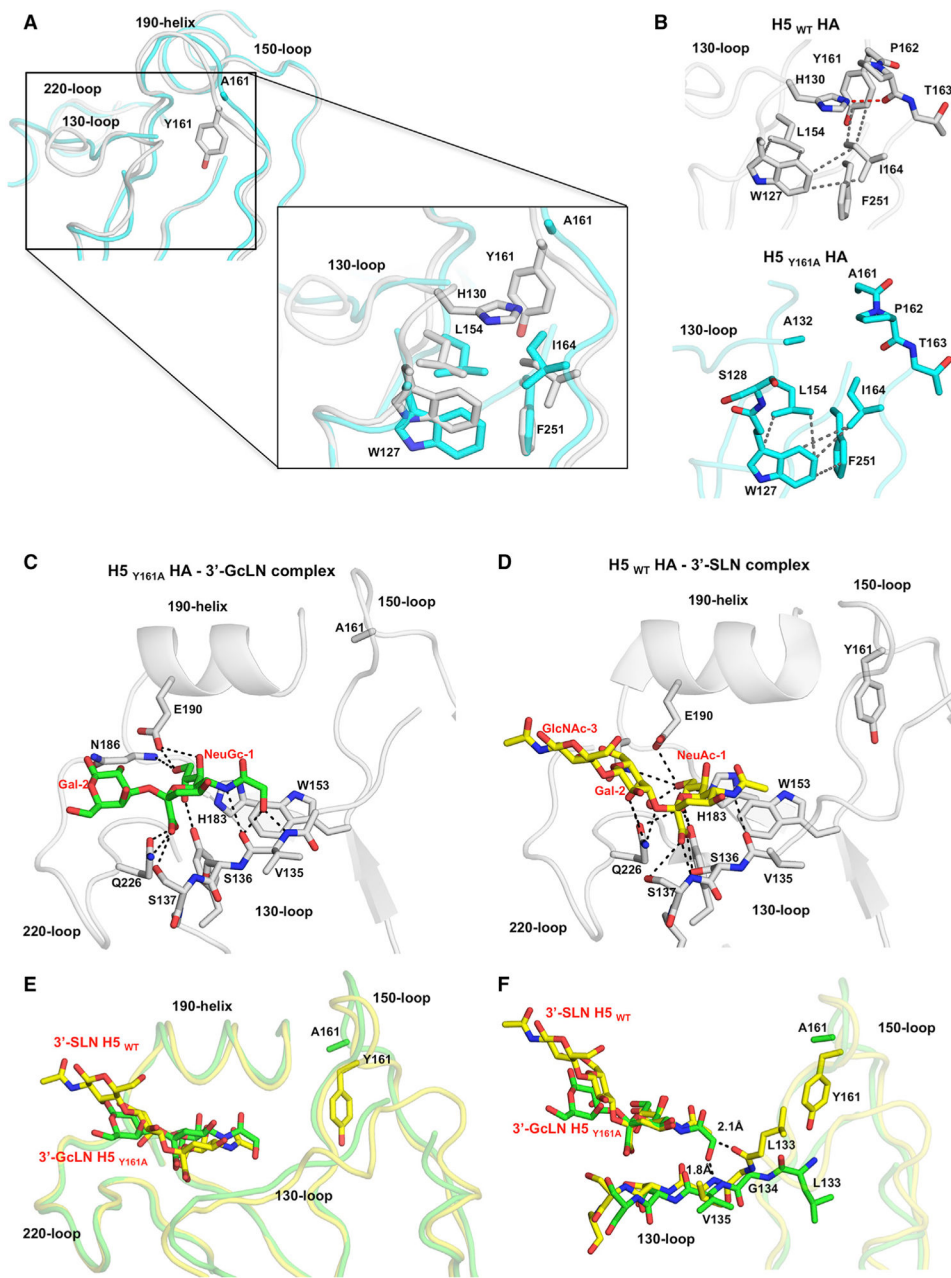 A
190-helix
150-loop
A161
220-loop
130-loop
Y161
A161
Y161
130-loop
H130
L154
I164
W127
F251
B
H5 WT HA
130-loop
Y161
P162
H130
T163
L154
I164
W127
F251
H5 Y161A HA
A161
P162
130-loop
A132
T163
S128
L154
I164
F251
W127
C
H5 Y161A HA - 3'-GcLN complex
150-loop
190-helix
A161
E190
N186
NeuGc-1
Gal-2
W153
H183
Q226
S136
V135
S137
130-loop
220-loop
D
H5 WT HA - 3'-SLN complex
150-loop
190-helix
Y161
E190
GlcNAc-3
NeuAc-1
Gal-2
W153
H183
Q226
S136
V135
S137
130-loop
220-loop
E
150-loop
190-helix
A161
3'-SLN H5 WT
Y161
3'-GcLN H5 Y161A
130-loop
220-loop
F
3'-SLN H5 WT
150-loop
A161
Y161
3'-GcLN H5 Y161A
2.1Å
L133
1.8Å
G134
L133
V135
130-loop